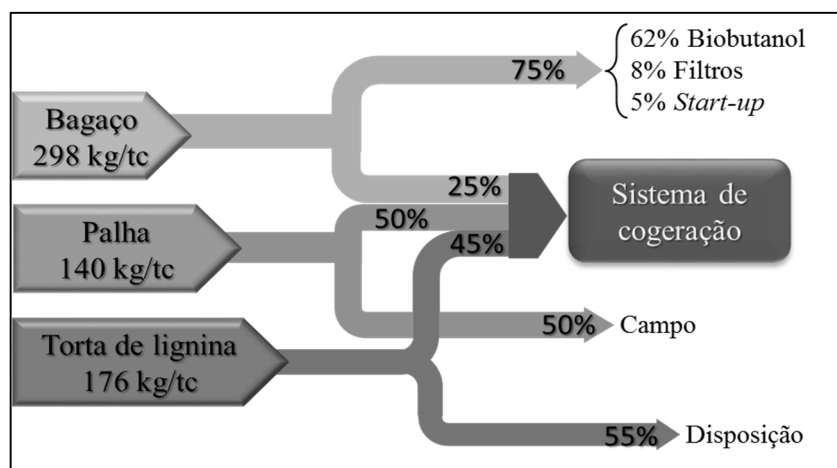 62% Biobutanol
75%
8% Filtros
5% Start-up
Bagaço
298 kg/tc
25%
Sistema de
cogeração
Palha
140 kg/tc
50%
45%
50%
Campo
Torta de lignina
176 kg/tc
55%
Disposição